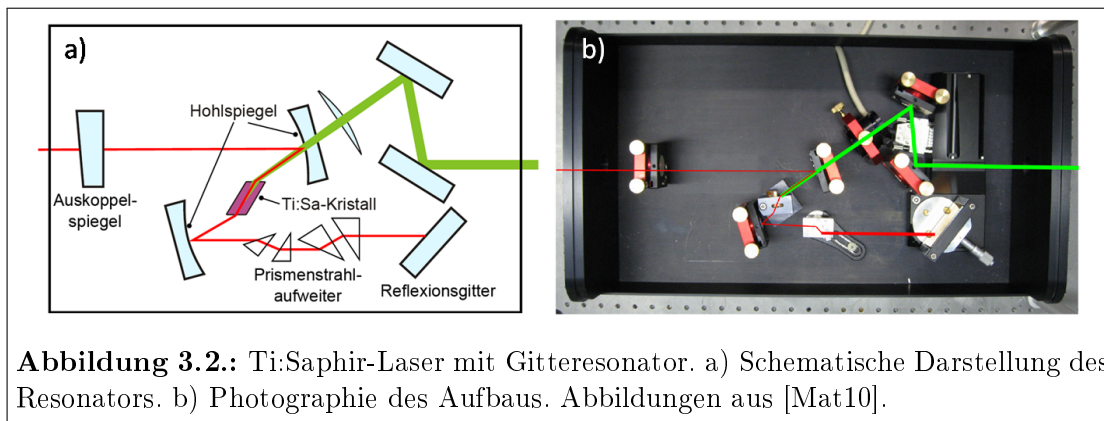 a)
Hohlspiegel
Auskoppel-
spiegel
Ti:Sa-Kristall
Prismenstrahl-
aufweiter
Reflexionsgitter
b)
Abbildung 3.2.: Ti:Saphir-Laser mit Gitteresonator. a) Schematische Darstellung des
Resonators. b) Photographie des Aufbaus. Abbildungen aus [Mat10].